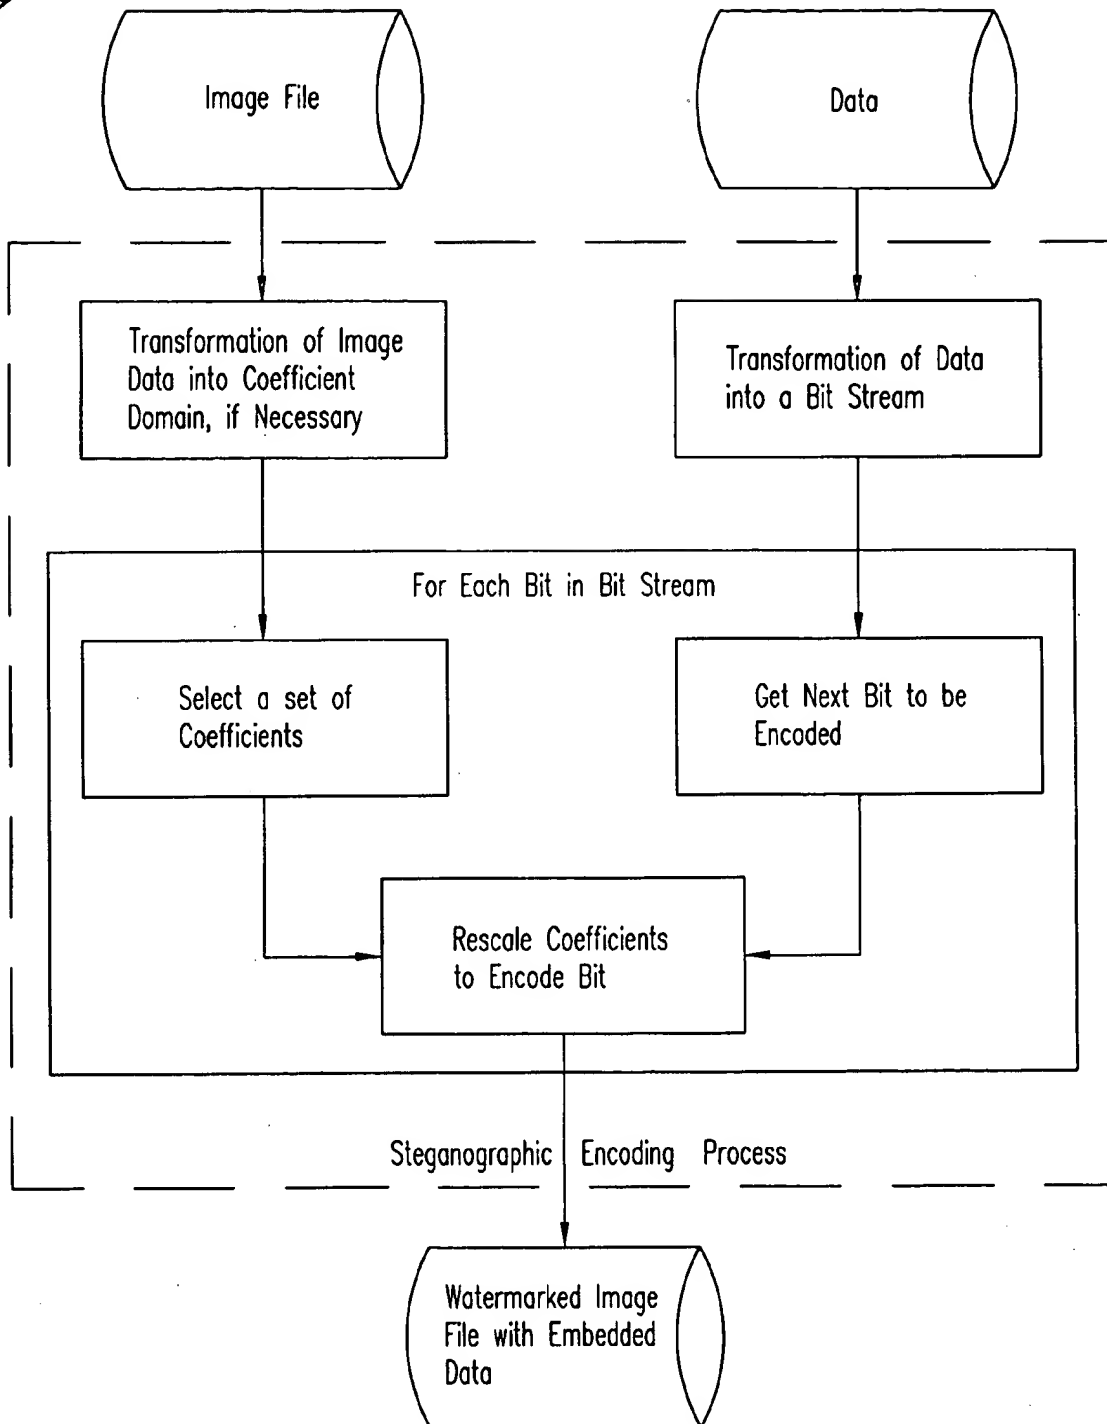 Image File
Data
Transformation of Image
Data into Coefficient
Domain, if Necessary
Transformation of Data
into a Bit Stream
For Each Bit in Bit Stream
Select a set of
Coefficients
Get Next Bit to be
Encoded
Rescale Coefficients
to Encode Bit
Steganographic Encoding Process
Watermarked Image
File with Embedded
Data